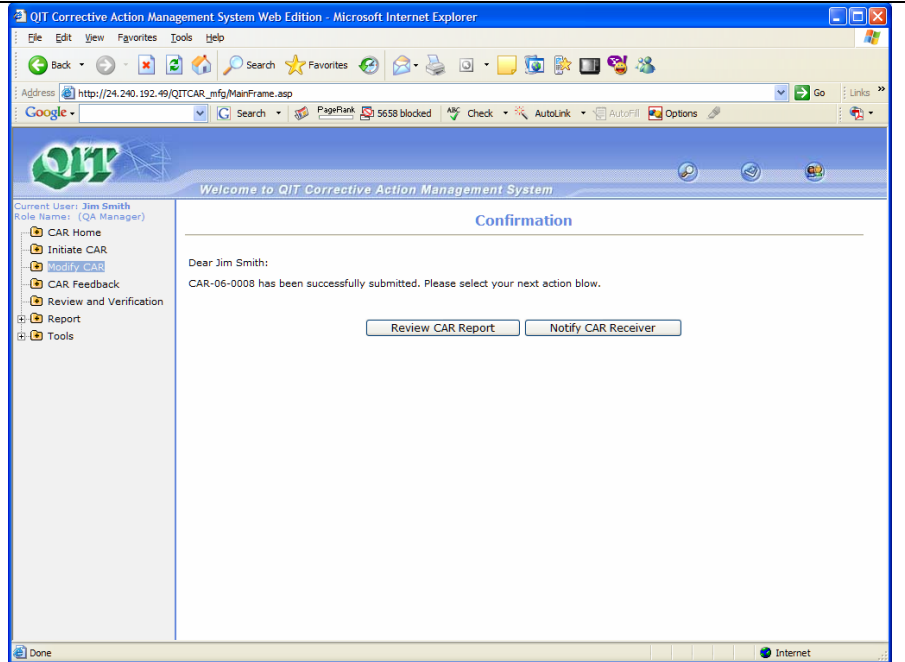 QIT Corrective Action Management System Web Edition - Microsoft Internet Explorer
File Edit View Favorites Tools Help
Back Search Favorites
Address http://24.240.192.49/QITCAR_mfg/MainFrame.asp Go Links »
Google Search PageRank 5658 blocked ABC Check AutoLink AutoFill Options
QIT
Welcome to QIT Corrective Action Management System
Current User: Jim Smith
Role Name: (QA Manager)
CAR Home
Initiate CAR
Modify CAR
CAR Feedback
Review and Verification
Report
Tools
Confirmation
Dear Jim Smith:
CAR-06-0008 has been successfully submitted. Please select your next action blow.
Review CAR Report Notify CAR Receiver
Done Internet